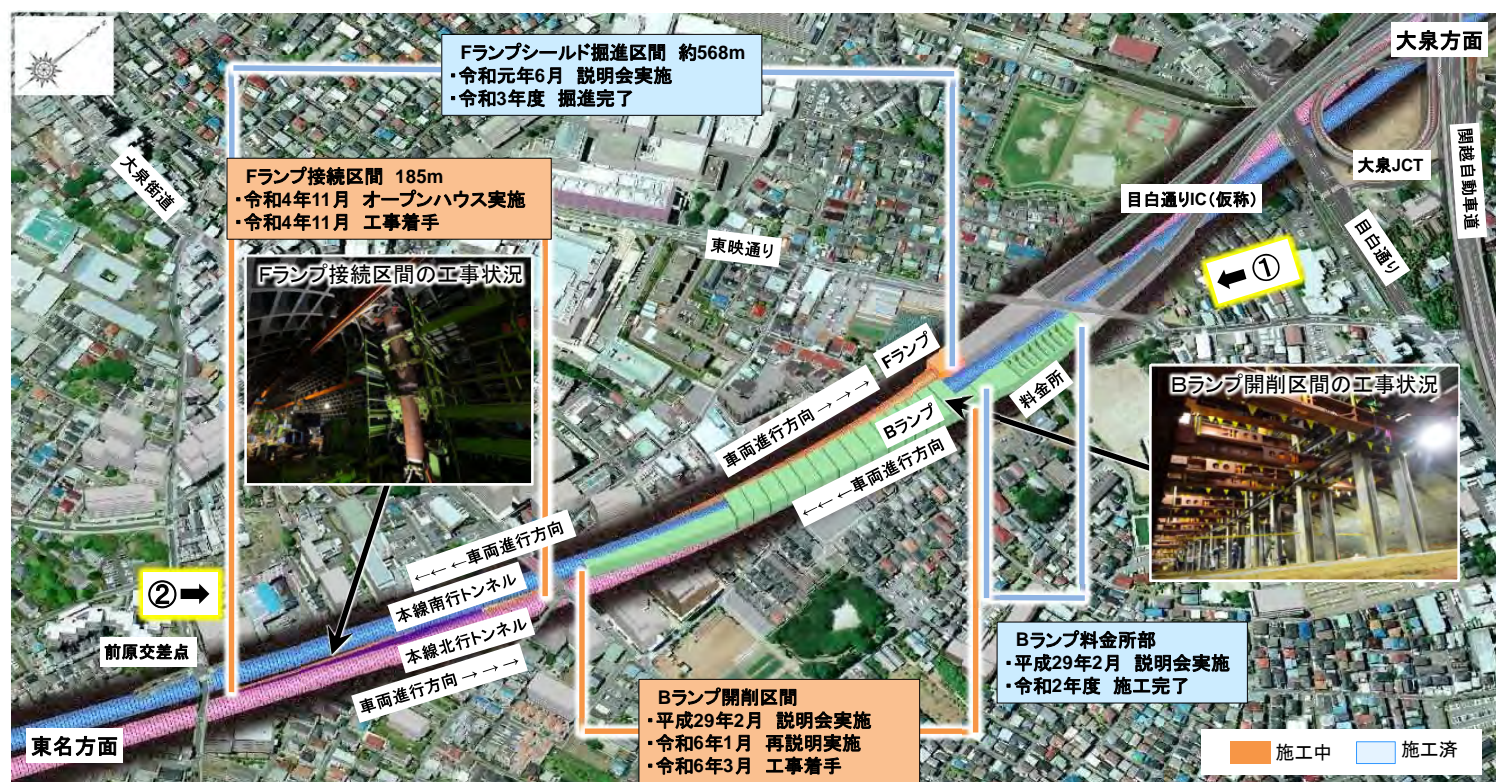 Fランプシールド掘進区間 約568m
・令和元年6月 説明会実施
・令和3年度 掘進完了
大泉方面
大泉街道
Fランプ接続区間 185m
・令和4年11月 オープンハウス実施
・令和4年11月 工事着手
関越自動車道
大泉JCT
目白通りIC(仮称)
目白通り
東映通り
← ①
Fランプ接続区間の工事状況
Fランプ
料金所
Bランプ開削区間の工事状況
Bランプ
車両進行方向 → → →
← ← ←車両進行方向
← ← ←車両進行方向
②➡
本線南行トンネル
本線北行トンネル
前原交差点
車両進行方向 → → →
Bランプ料金所部
・平成29年2月 説明会実施
・令和2年度 施工完了
Bランプ開削区間
・平成29年2月 説明会実施
・令和6年1月 再説明実施
・令和6年3月 工事着手
東名方面
施工中
施工済